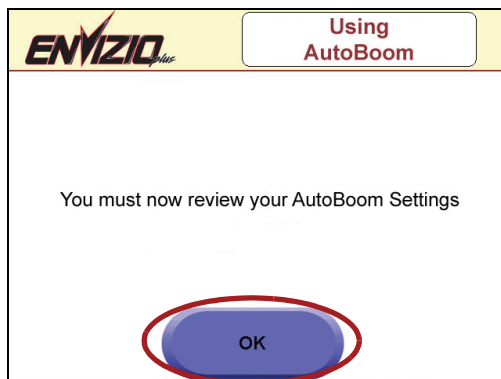 ENVIZIO plus
Using
AutoBoom
You must now review your AutoBoom Settings
OK